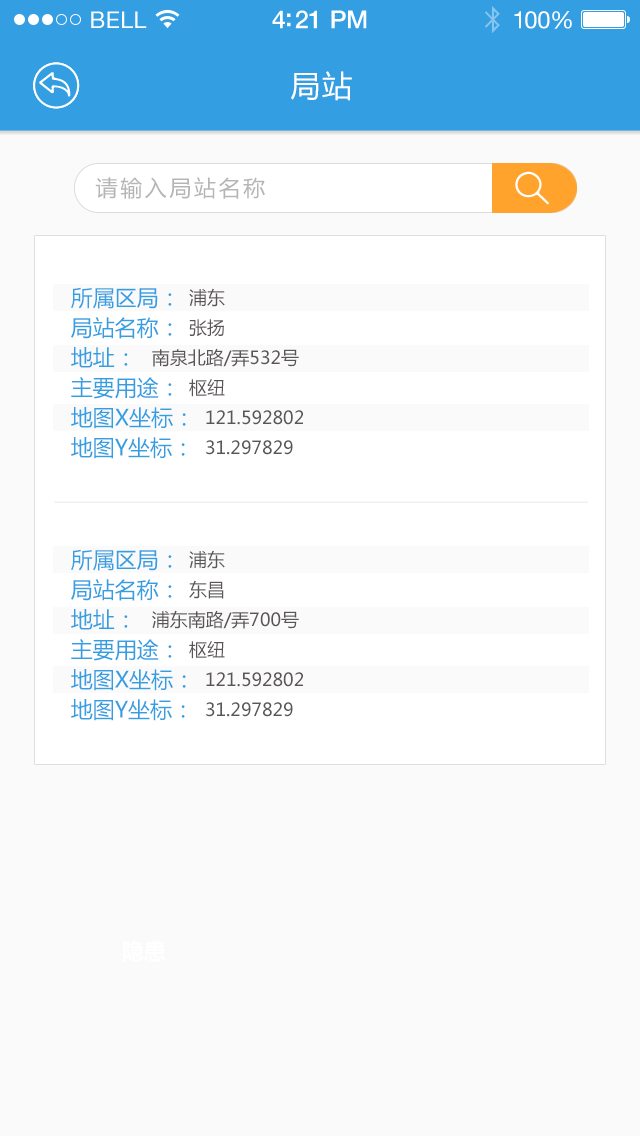 BELL 4:21 PM 100%
局站
请输入局站名称
所属区局： 浦东
局站名称： 张扬
地址： 南泉北路/弄532号
主要用途： 枢纽
地图X坐标： 121.592802
地图Y坐标： 31.297829
所属区局： 浦东
局站名称： 东昌
地址： 浦东南路/弄700号
主要用途： 枢纽
地图X坐标： 121.592802
地图Y坐标： 31.297829
隐患